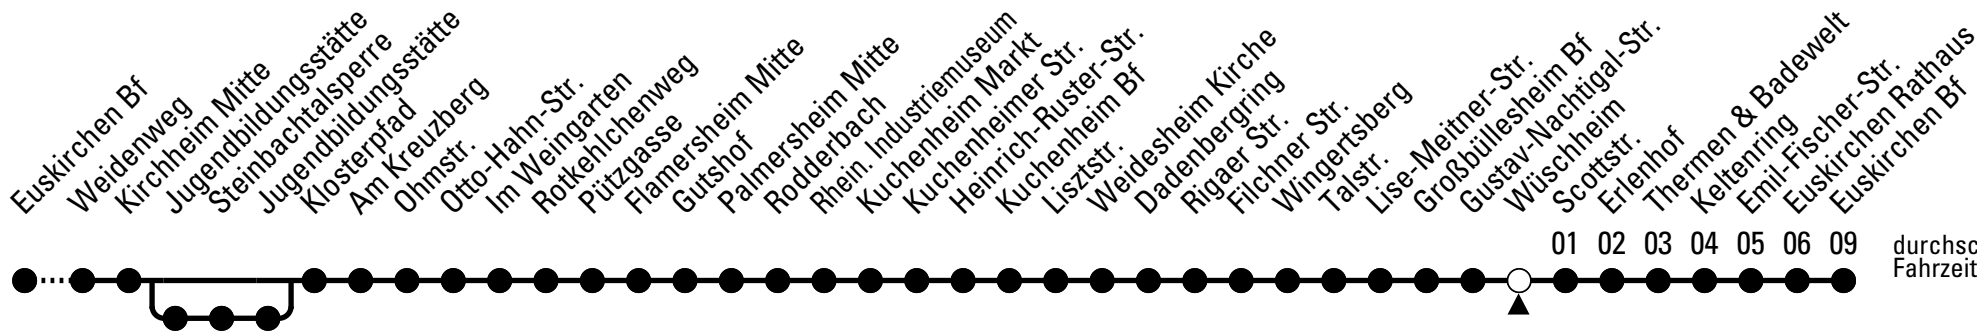 Euskirchen Bf
Weidenweg
Kirchheim Mitte
Jugendbildungsstätte
Steinbachtalsperre
Jugendbildungsstätte
Klosterpfad
Am Kreuzberg
Ohmstr.
Otto-Hahn-Str.
Im Weingarten
Rotkehlchenweg
Pützgasse
Flamersheim Mitte
Gutshof
Palmersheim Mitte
Rodderbach
Rhein. Industriemuseum
Kuchenheim Markt
Kuchenheimer Str.
Heinrich-Ruster-Str.
Kuchenheim Bf
Lisztstr.
Weidesheim Kirche
Dadenbergring
Rigaer Str.
Filchner Str.
Wingertsberg
Talstr.
Lise-Meitner-Str.
Großbüllesheim Bf
Gustav-Nachtigal-Str.
Wüschheim
Scottstr.
Erlenhof
Thermen & Badewelt
Keltenring
Emil-Fischer-Str.
Euskirchen Rathaus
Euskirchen Bf
01 02 03 04 05 06 09
durchsc
Fahrzeit